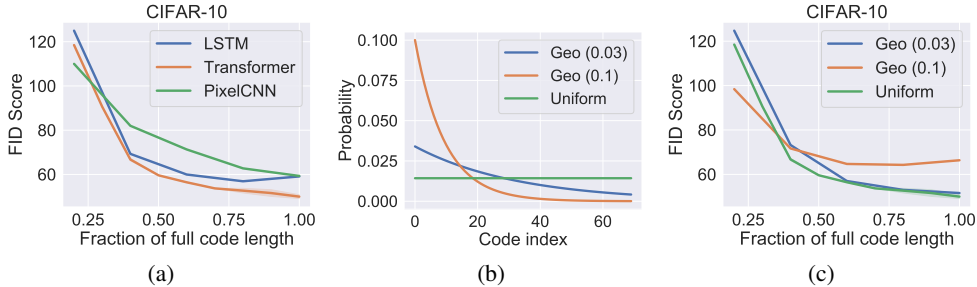 CIFAR-10
FID Score
120
100
80
60
LSTM
Transformer
PixelCNN
0.25 0.50 0.75 1.00
Fraction of full code length
(a)
Probability
0.100
0.075
0.050
0.025
0.000
Geo (0.03)
Geo (0.1)
Uniform
0 20 40 60
Code index
(b)
CIFAR-10
FID Score
120
100
80
60
Geo (0.03)
Geo (0.1)
Uniform
0.25 0.50 0.75 1.00
Fraction of full code length
(c)